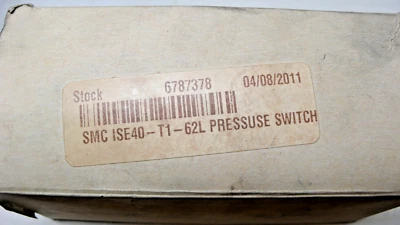 Stock 6787378 04/08/2011
SMC ISE40-T1-62L PRESSUSE SWITCH